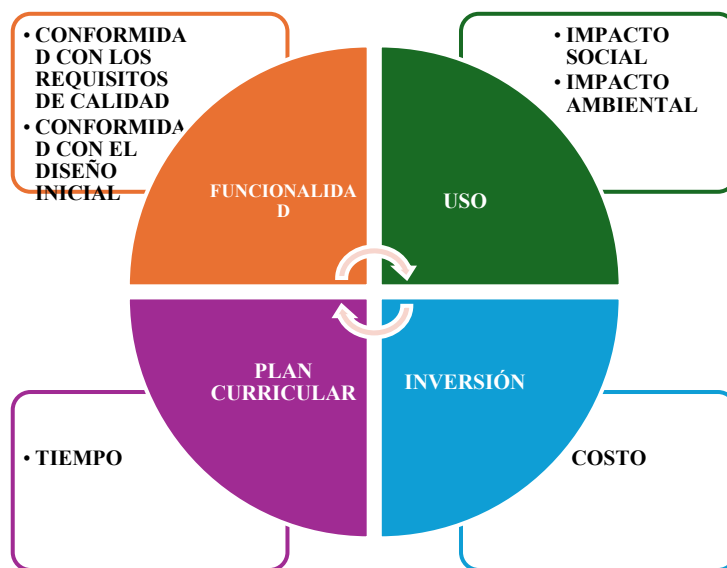 • CONFORMIDA
D CON LOS
REQUISITOS
DE CALIDAD
• CONFORMIDA
D CON EL
DISEÑO
INICIAL
• IMPACTO
SOCIAL
• IMPACTO
AMBIENTAL
FUNCIONALIDA
D
USO
PLAN
CURRICULAR
INVERSIÓN
• TIEMPO
COSTO